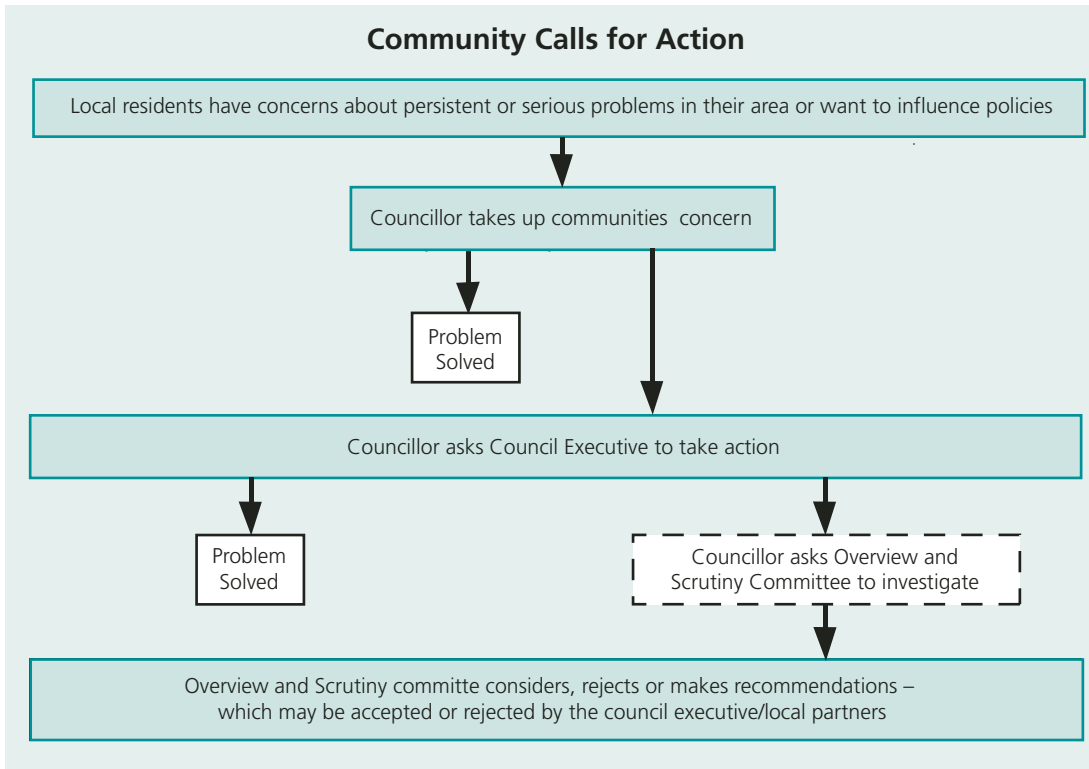 Community Calls for Action
Local residents have concerns about persistent or serious problems in their area or want to influence policies
Councillor takes up communities concern
Problem
Solved
Councillor asks Council Executive to take action
Problem
Solved
Councillor asks Overview and
Scrutiny Committee to investigate
Overview and Scrutiny committe considers, rejects or makes recommendations –
which may be accepted or rejected by the council executive/local partners